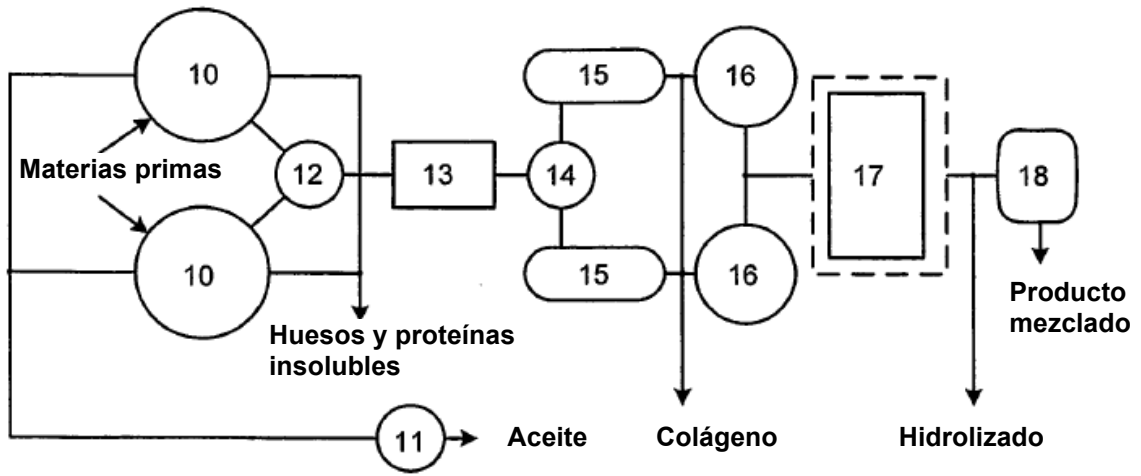 10
15
16
Materias primas
12
13
14
17
18
10
15
16
Huesos y proteínas
insolubles
Producto
mezclado
11
Aceite
Colágeno
Hidrolizado